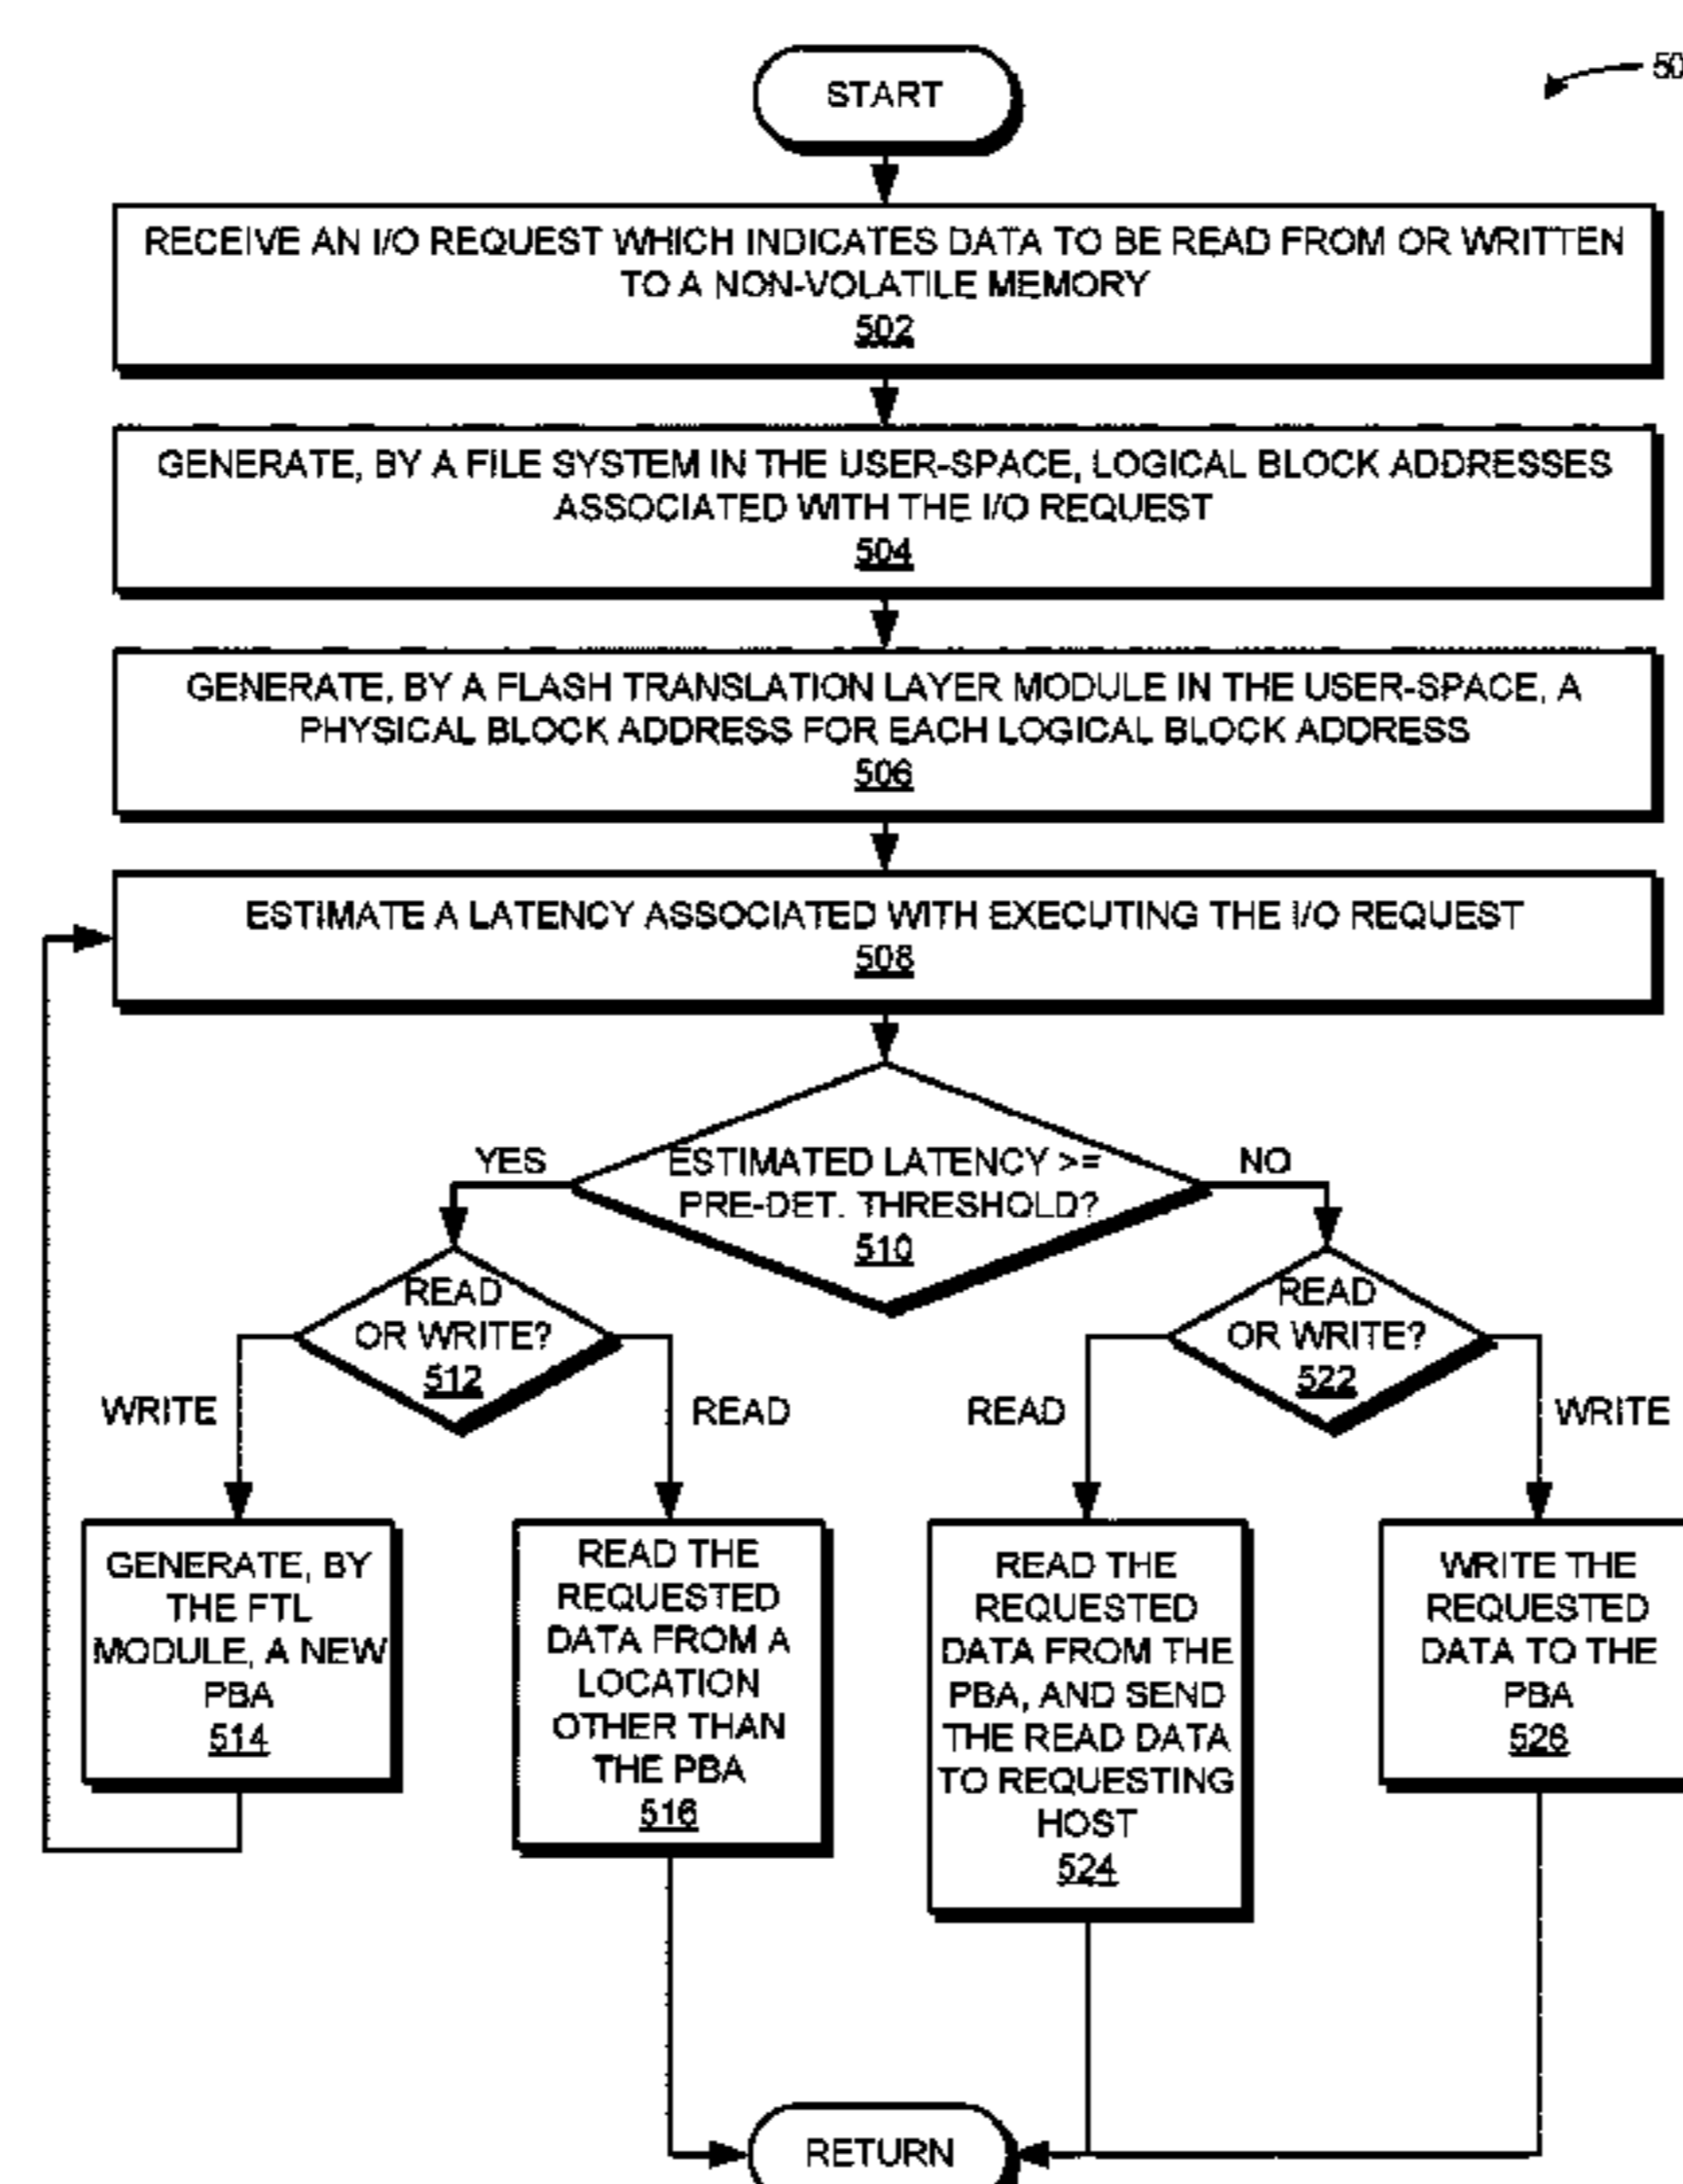 START
50
RECEIVE AN I/O REQUEST WHICH INDICATES DATA TO BE READ FROM OR WRITTEN
TO A NON-VOLATILE MEMORY
502
GENERATE, BY A FILE SYSTEM IN THE USER-SPACE, LOGICAL BLOCK ADDRESSES
ASSOCIATED WITH THE I/O REQUEST
504
GENERATE, BY A FLASH TRANSLATION LAYER MODULE IN THE USER-SPACE, A
PHYSICAL BLOCK ADDRESS FOR EACH LOGICAL BLOCK ADDRESS
506
ESTIMATE A LATENCY ASSOCIATED WITH EXECUTING THE I/O REQUEST
508
YES
ESTIMATED LATENCY >=
PRE-DET. THRESHOLD?
510
NO
READ
OR WRITE?
512
READ
OR WRITE?
522
WRITE
READ
READ
WRITE
GENERATE, BY
THE FTL
MODULE, A NEW
PBA
514
READ THE
REQUESTED
DATA FROM A
LOCATION
OTHER THAN
THE PBA
516
READ THE
REQUESTED
DATA FROM THE
PBA, AND SEND
THE READ DATA
TO REQUESTING
HOST
524
WRITE THE
REQUESTED
DATA TO THE
PBA
526
RETURN